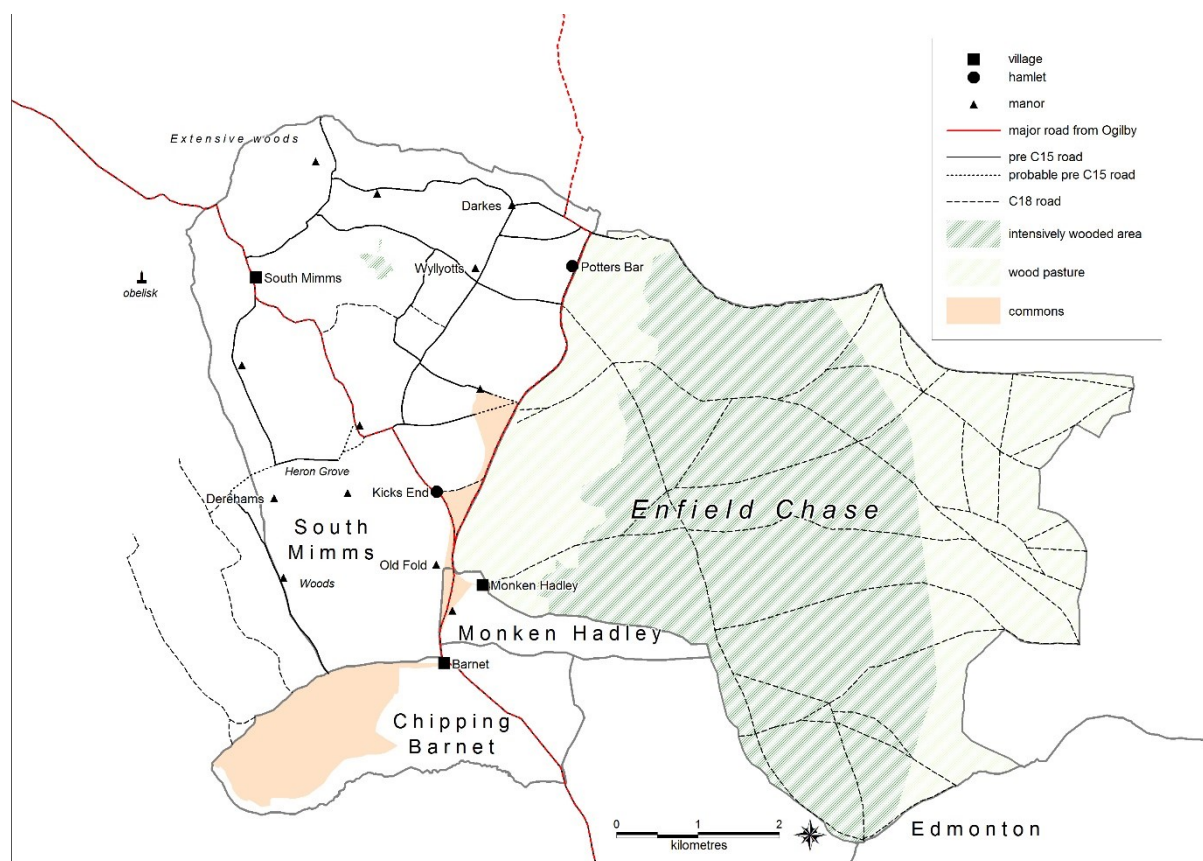 village
hamlet
manor
major road from Ogilby
pre C15 road
probable pre C15 road
C18 road
intensively wooded area
wood pasture
commons
Extensive woods
Darkes
Wyllyotts
Potters Bar
South Mimms
obelisk
Heron Grove
Kicks End
Derehams
South
Mimms
Enfield Chase
Old Fold
Woods
Monken Hadley
Monken Hadley
Barnet
Chipping
Barnet
0 1 2
kilometres
Edmonton